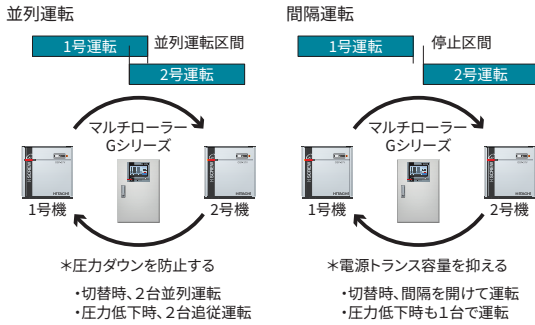 並列運転
1号運転
並列運転区間
2号運転
マルチローラー
Gシリーズ
HITACHI
HITACHI
1号機
2号機
＊圧力ダウンを防止する
・切替時、2台並列運転
・圧力低下時、2台追従運転
間隔運転
1号運転
停止区間
2号運転
マルチローラー
Gシリーズ
HITACHI
HITACHI
1号機
2号機
＊電源トランス容量を抑える
・切替時、間隔を開けて運転
・圧力低下時も1台で運転